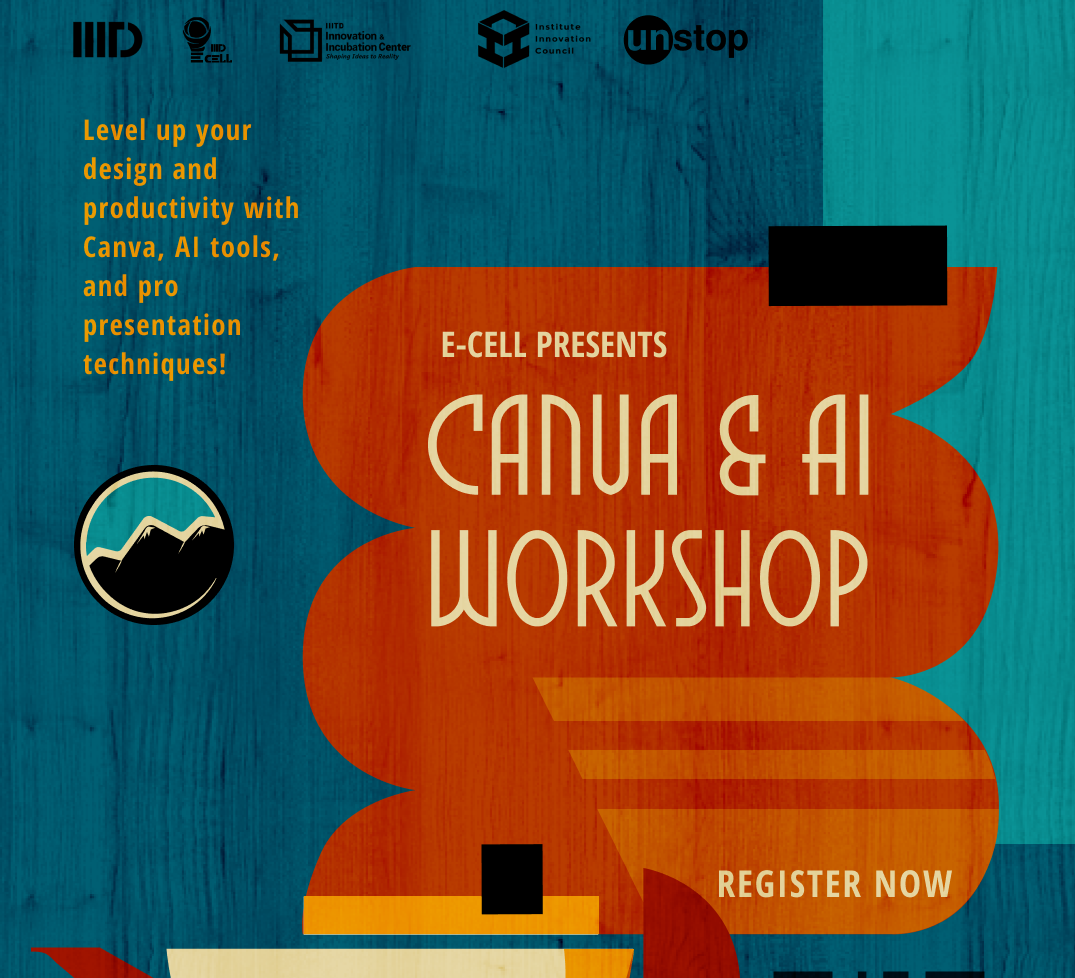 IIITD
IIID
CELL
IIITD
Innovation &
Incubation Center
Shaping Ideas to Reality
Institute
Innovation
Council
unstop
Level up your
design and
productivity with
Canva, AI tools,
and pro
presentation
techniques!
E-CELL PRESENTS
CANVA & AI
WORKSHOP
REGISTER NOW